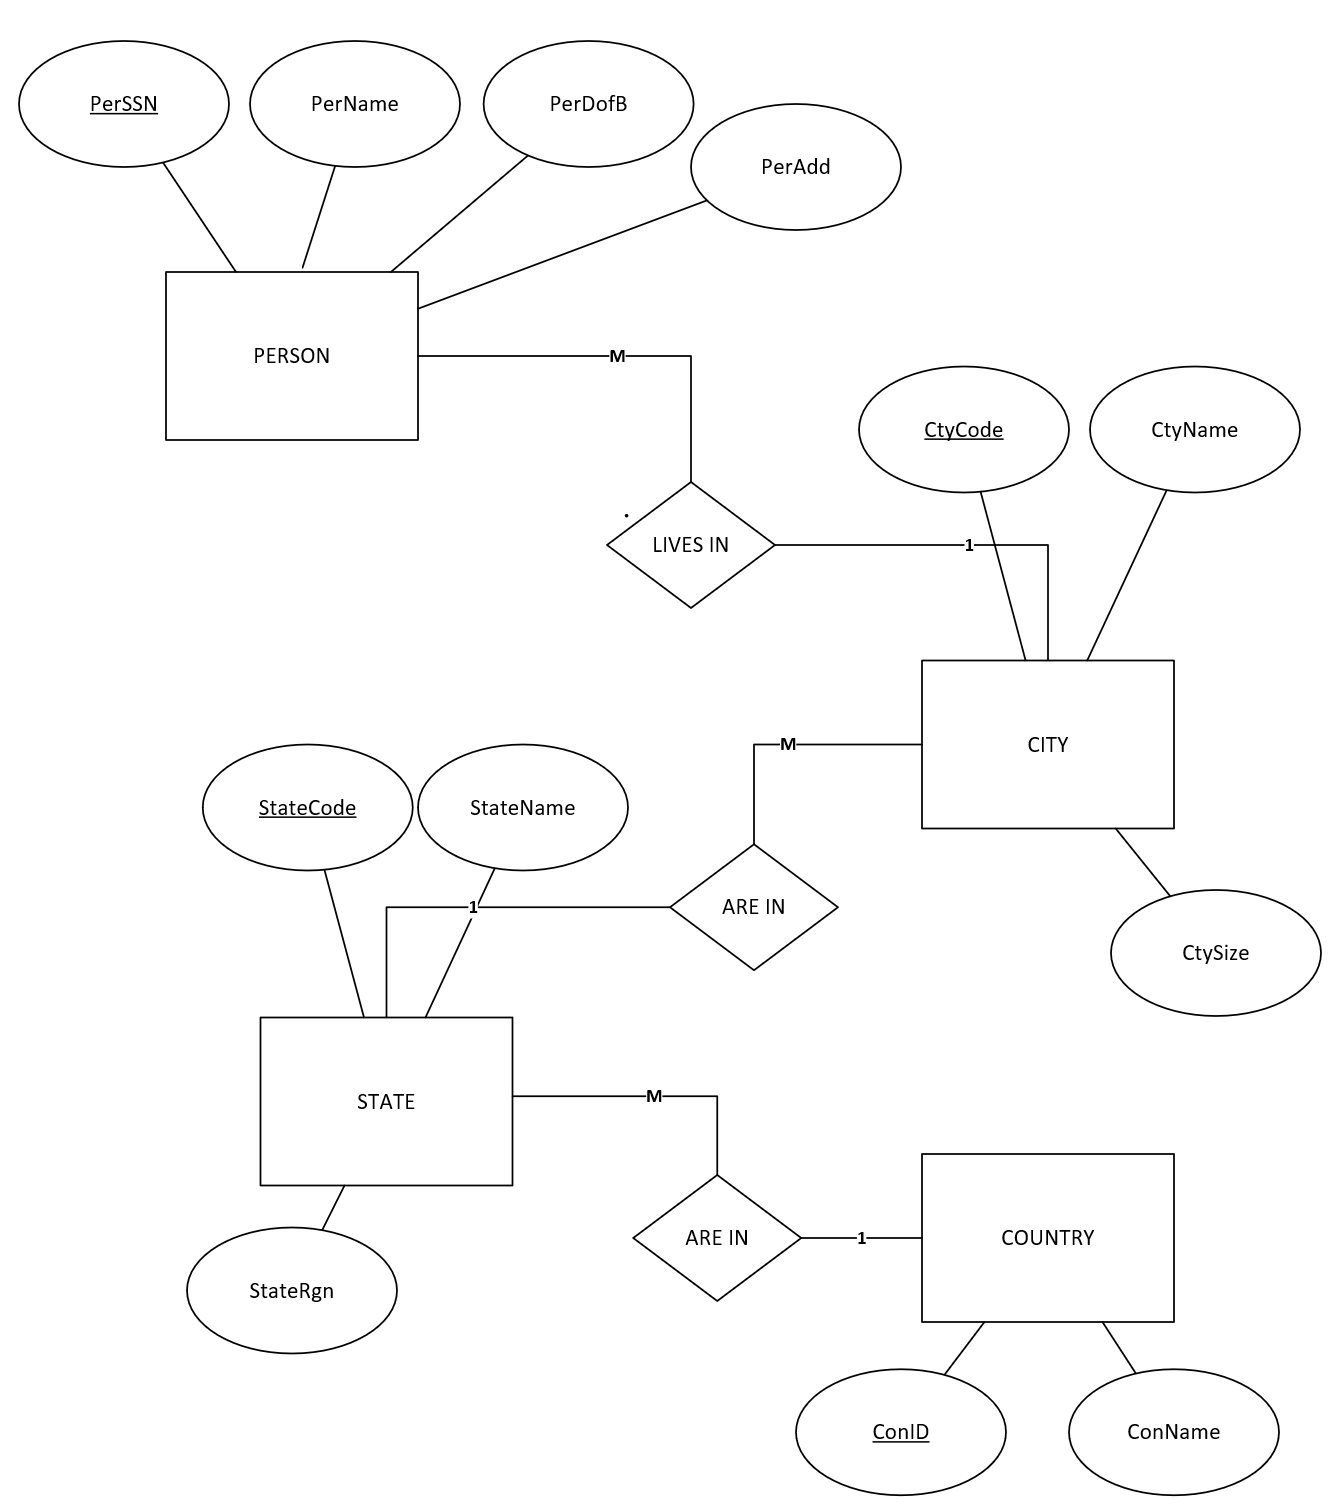 PerSSN
PerName
PerDofB
PerAdd
PERSON
M
CtyCode
CtyName
LIVES IN
1
CITY
M
StateCode
StateName
ARE IN
1
CtySize
STATE
M
ARE IN
1
COUNTRY
StateRgn
ConID
ConName